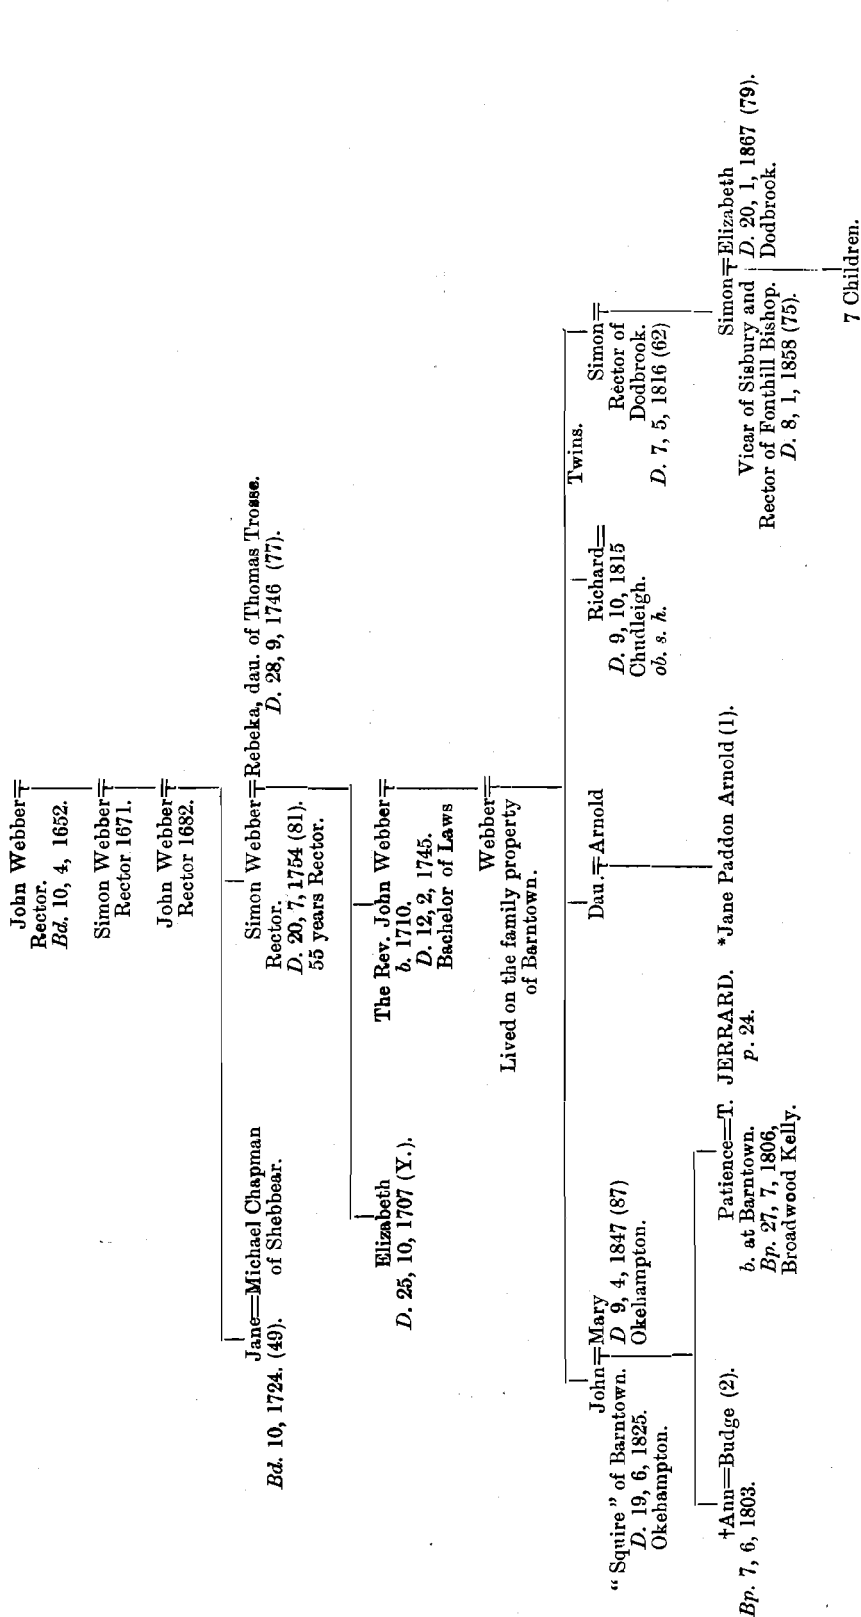 John Webber╤
Rector.
Bd. 10, 4, 1652.
Simon Webber╤
Rector 1671.
John Webber╤
Rector 1682.
Jane=Michael Chapman
Bd. 10, 1724. (49). of Shebbear.
Simon Webber╤Rebeka, dau. of Thomas Trosse.
Rector. D. 28, 9, 1746 (77).
D. 20, 7, 1754 (81).
55 years Rector.
Elizabeth
D. 25, 10, 1707 (Y.).
The Rev. John Webber╤
b. 1710.
D. 12, 2, 1745.
Bachelor of Laws
Webber╤
Lived on the family property
of Barntown.
Twins.
John╤Mary
"Squire" of Barntown. D 9, 4, 1847 (87)
D. 19, 6, 1825. Okehampton.
Okehampton.
Dau.╤Arnold
Richard=
D. 9, 10, 1815
Chudleigh.
ob. s. h.
Simon╤
Rector of
Dodbrook.
D. 7, 5, 1816 (62)
†Ann=Budge (2).
Bp. 7, 6, 1803.
Patience=T. JERRARD.
b. at Barntown. p. 24.
Bp. 27, 7, 1806,
Broadwood Kelly.
*Jane Paddon Arnold (1).
Simon╤Elizabeth
Vicar of Sisbury and D. 20, 1, 1867 (79).
Rector of Fonthill Bishop. Dodbrook.
D. 8, 1, 1858 (75).
7 Children.